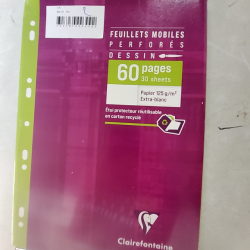 FEUILLETS MOBILES
PERFORÉS
DESSIN
60 pages
30 sheets
Papier 125 g/m²
Extra-blanc
Étui protecteur réutilisable
en carton recyclé
Clairefontaine